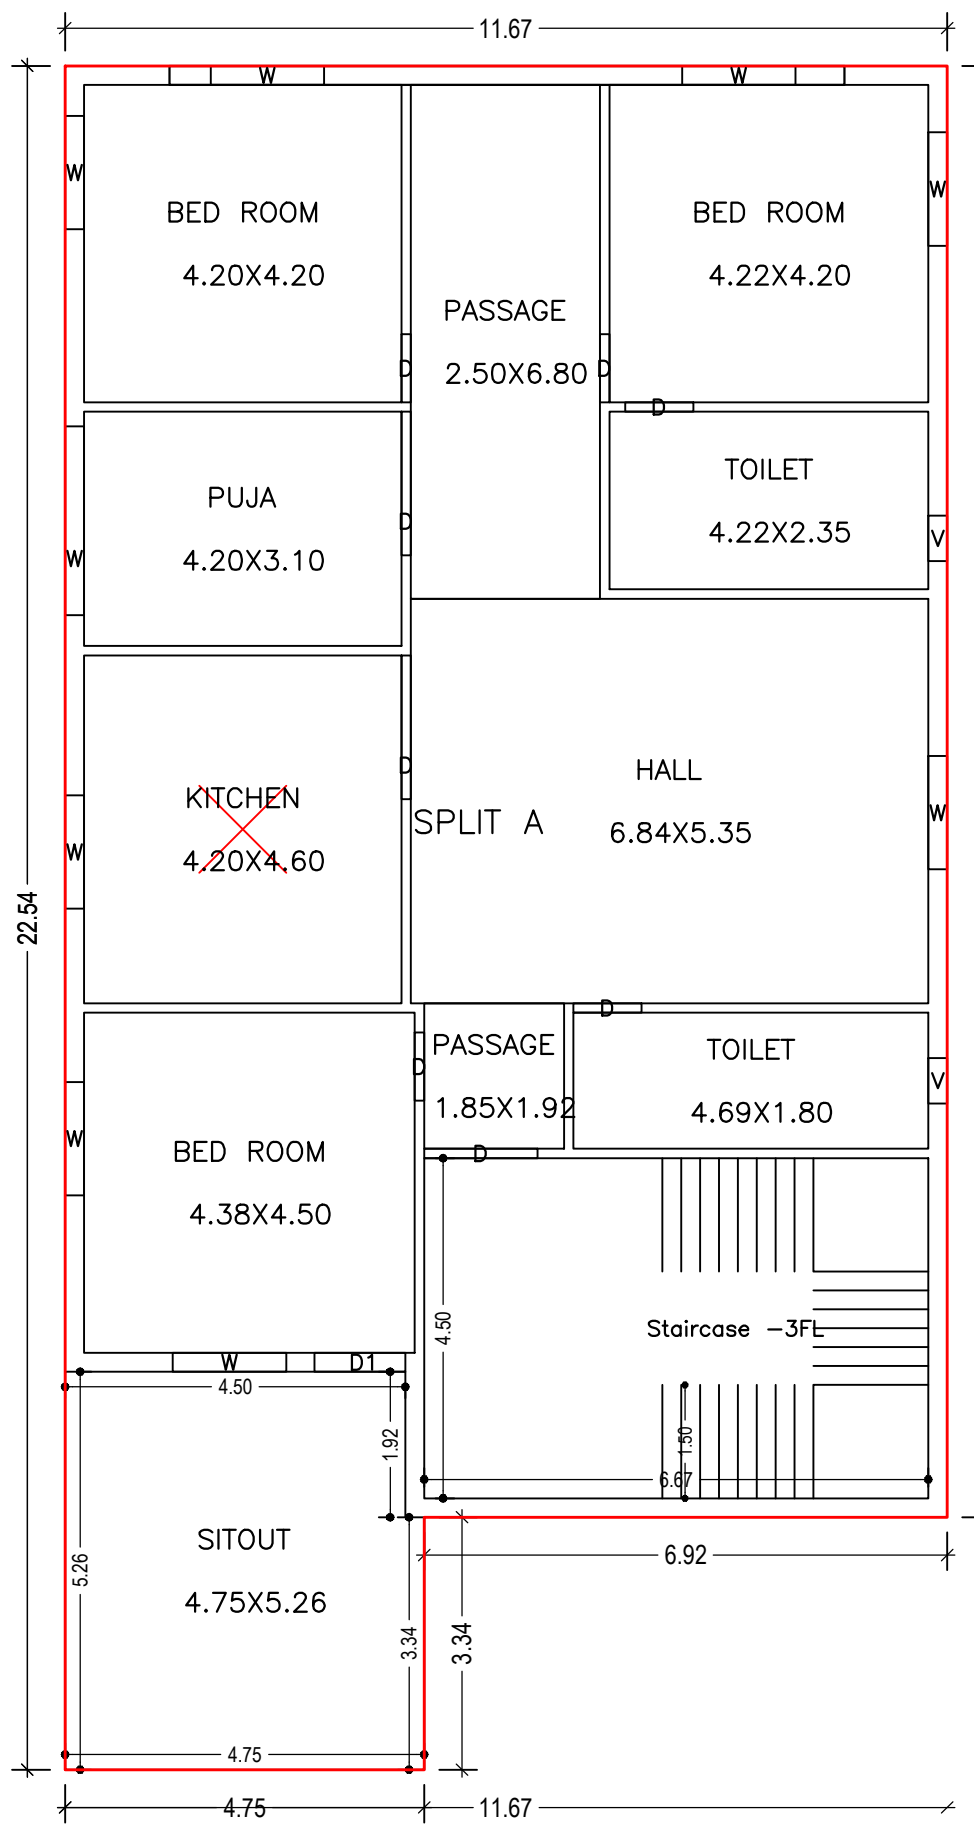 11.67
W
W
W
W
BED ROOM
BED ROOM
4.20X4.20
4.22X4.20
PASSAGE
2.50X6.80
D
D
D
TOILET
PUJA
D
4.22X2.35
V
4.20X3.10
W
HALL
D
KITCHEN
SPLIT A
W
6.84X5.35
W
4.20X4.60
22.54
D
PASSAGE
TOILET
D
V
1.85X1.92
4.69X1.80
W
BED ROOM
D
4.38X4.50
4.50
Staircase -3FL
W
D1
4.50
1.92
1.50
6.67
SITOUT
6.92
5.26
4.75X5.26
3.34
3.34
4.75
4.75
11.67